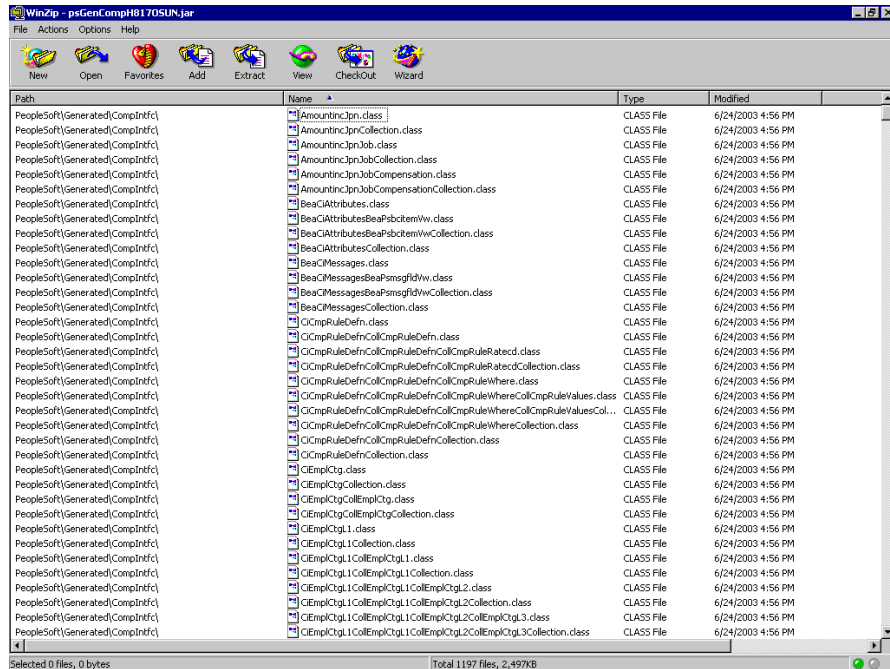 WinZip - psGenCompH817OSUN.jar
File Actions Options Help
New Open Favorites Add Extract View CheckOut Wizard
Path Name Type Modified
PeopleSoft\Generated\CompIntfc\ AmountincJpn.class CLASS File 6/24/2003 4:56 PM
PeopleSoft\Generated\CompIntfc\ AmountincJpnCollection.class CLASS File 6/24/2003 4:56 PM
PeopleSoft\Generated\CompIntfc\ AmountincJpnJob.class CLASS File 6/24/2003 4:56 PM
PeopleSoft\Generated\CompIntfc\ AmountincJpnJobCollection.class CLASS File 6/24/2003 4:56 PM
PeopleSoft\Generated\CompIntfc\ AmountincJpnJobCompensation.class CLASS File 6/24/2003 4:56 PM
PeopleSoft\Generated\CompIntfc\ AmountincJpnJobCompensationCollection.class CLASS File 6/24/2003 4:56 PM
PeopleSoft\Generated\CompIntfc\ BeaCiAttributes.class CLASS File 6/24/2003 4:56 PM
PeopleSoft\Generated\CompIntfc\ BeaCiAttributesBeaPsbcitemVw.class CLASS File 6/24/2003 4:56 PM
PeopleSoft\Generated\CompIntfc\ BeaCiAttributesBeaPsbcitemVwCollection.class CLASS File 6/24/2003 4:56 PM
PeopleSoft\Generated\CompIntfc\ BeaCiAttributesCollection.class CLASS File 6/24/2003 4:56 PM
PeopleSoft\Generated\CompIntfc\ BeaCiMessages.class CLASS File 6/24/2003 4:56 PM
PeopleSoft\Generated\CompIntfc\ BeaCiMessagesBeaPsmsgfldVw.class CLASS File 6/24/2003 4:56 PM
PeopleSoft\Generated\CompIntfc\ BeaCiMessagesBeaPsmsgfldVwCollection.class CLASS File 6/24/2003 4:56 PM
PeopleSoft\Generated\CompIntfc\ BeaCiMessagesCollection.class CLASS File 6/24/2003 4:56 PM
PeopleSoft\Generated\CompIntfc\ CiCmpRuleDefn.class CLASS File 6/24/2003 4:56 PM
PeopleSoft\Generated\CompIntfc\ CiCmpRuleDefnCollCmpRuleDefn.class CLASS File 6/24/2003 4:56 PM
PeopleSoft\Generated\CompIntfc\ CiCmpRuleDefnCollCmpRuleDefnCollCmpRuleRatecd.class CLASS File 6/24/2003 4:56 PM
PeopleSoft\Generated\CompIntfc\ CiCmpRuleDefnCollCmpRuleDefnCollCmpRuleRatecdCollection.class CLASS File 6/24/2003 4:56 PM
PeopleSoft\Generated\CompIntfc\ CiCmpRuleDefnCollCmpRuleDefnCollCmpRuleWhere.class CLASS File 6/24/2003 4:56 PM
PeopleSoft\Generated\CompIntfc\ CiCmpRuleDefnCollCmpRuleDefnCollCmpRuleWhereCollCmpRuleValues.class CLASS File 6/24/2003 4:56 PM
PeopleSoft\Generated\CompIntfc\ CiCmpRuleDefnCollCmpRuleDefnCollCmpRuleWhereCollCmpRuleValuesCol... CLASS File 6/24/2003 4:56 PM
PeopleSoft\Generated\CompIntfc\ CiCmpRuleDefnCollCmpRuleDefnCollCmpRuleWhereCollection.class CLASS File 6/24/2003 4:56 PM
PeopleSoft\Generated\CompIntfc\ CiCmpRuleDefnCollCmpRuleDefnCollection.class CLASS File 6/24/2003 4:56 PM
PeopleSoft\Generated\CompIntfc\ CiCmpRuleDefnCollection.class CLASS File 6/24/2003 4:56 PM
PeopleSoft\Generated\CompIntfc\ CiEmplCtg.class CLASS File 6/24/2003 4:56 PM
PeopleSoft\Generated\CompIntfc\ CiEmplCtgCollection.class CLASS File 6/24/2003 4:56 PM
PeopleSoft\Generated\CompIntfc\ CiEmplCtgCollEmplCtg.class CLASS File 6/24/2003 4:56 PM
PeopleSoft\Generated\CompIntfc\ CiEmplCtgCollEmplCtgCollection.class CLASS File 6/24/2003 4:56 PM
PeopleSoft\Generated\CompIntfc\ CiEmplCtgL1.class CLASS File 6/24/2003 4:56 PM
PeopleSoft\Generated\CompIntfc\ CiEmplCtgL1Collection.class CLASS File 6/24/2003 4:56 PM
PeopleSoft\Generated\CompIntfc\ CiEmplCtgL1CollEmplCtgL1.class CLASS File 6/24/2003 4:56 PM
PeopleSoft\Generated\CompIntfc\ CiEmplCtgL1CollEmplCtgL1Collection.class CLASS File 6/24/2003 4:56 PM
PeopleSoft\Generated\CompIntfc\ CiEmplCtgL1CollEmplCtgL1CollEmplCtgL2.class CLASS File 6/24/2003 4:56 PM
PeopleSoft\Generated\CompIntfc\ CiEmplCtgL1CollEmplCtgL1CollEmplCtgL2Collection.class CLASS File 6/24/2003 4:56 PM
PeopleSoft\Generated\CompIntfc\ CiEmplCtgL1CollEmplCtgL1CollEmplCtgL2CollEmplCtgL3.class CLASS File 6/24/2003 4:56 PM
PeopleSoft\Generated\CompIntfc\ CiEmplCtgL1CollEmplCtgL1CollEmplCtgL2CollEmplCtgL3Collection.class CLASS File 6/24/2003 4:56 PM
Selected 0 files, 0 bytes Total 1197 files, 2,497KB